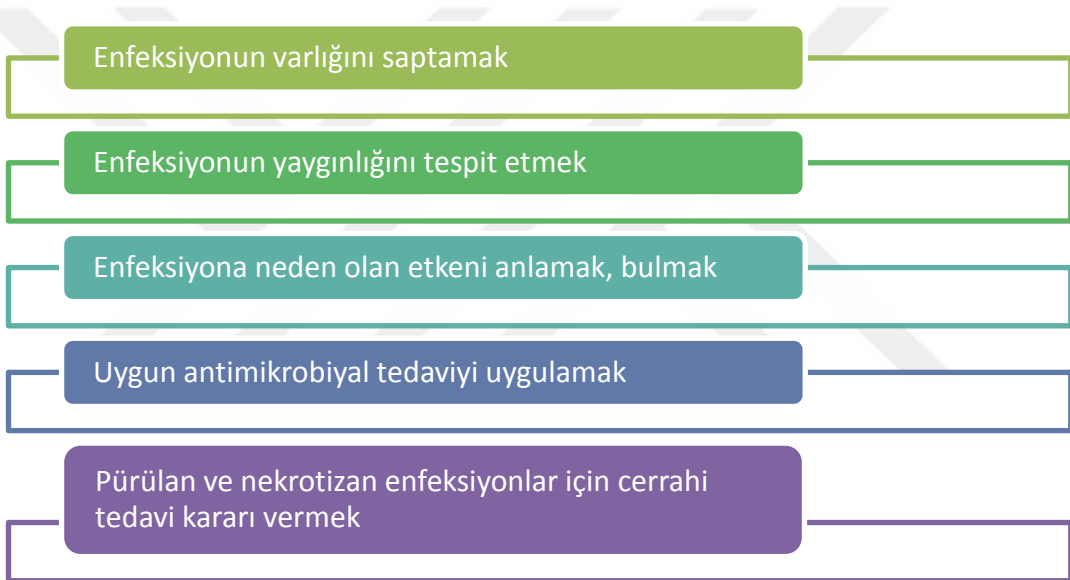 Enfeksiyonun varlığını saptamak
Enfeksiyonun yaygınlığını tespit etmek
Enfeksiyona neden olan etkeni anlamak, bulmak
Uygun antimikrobiyal tedaviyi uygulamak
Pürülan ve nekrotizan enfeksiyonlar için cerrahi
tedavi kararı vermek